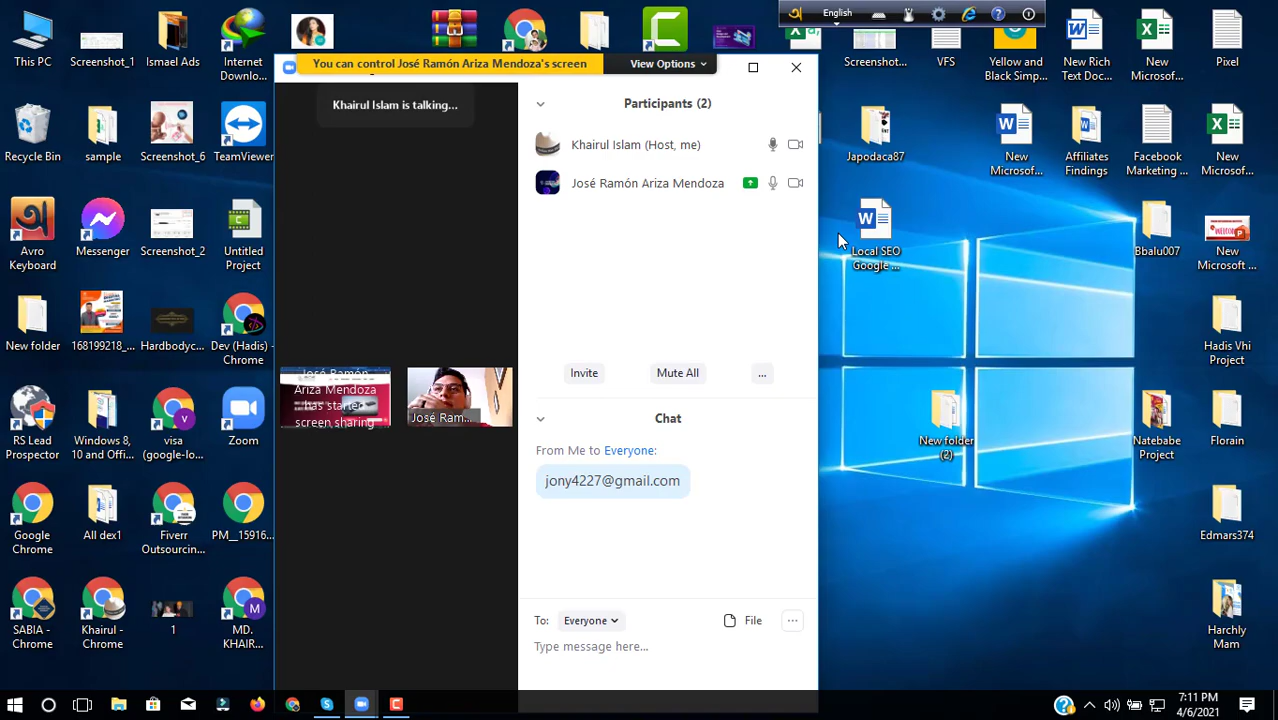 English
This PC
Screenshot_1
Ismael Ads
Internet
Downlo...
Screenshot...
VFS
Yellow and
Black Simp...
New Rich
Text Doc...
New
Microsof...
Pixel
You can control José Ramón Ariza Mendoza's screen
View Options
Khairul Islam is talking...
Participants (2)
Khairul Islam (Host, me)
José Ramón Ariza Mendoza
Recycle Bin
sample
Screenshot_6
TeamViewer
Japodaca87
New
Microsof...
Affiliates
Findings
Facebook
Marketing ...
New
Microsof...
Avro
Keyboard
Messenger
Screenshot_2
Untitled
Project
Local SEO
Google ...
Bbalu007
New
Microsoft ...
New folder
168199218_...
Hardbodyc...
Dev (Hadis)
- Chrome
Hadis Vhi
Project
Invite
Mute All
...
José Ramón
Ariza Mendoza
has started
screen sharing
José Ram...
Chat
From Me to Everyone:
jony4227@gmail.com
RS Lead
Prospector
Windows 8,
10 and Offi...
visa
(google-lo...
Zoom
New folder
(2)
Natebabe
Project
Florain
Google
Chrome
All dex1
Fiverr
Outsourcin...
PM__15916...
Edmars374
SABIA -
Chrome
Khairul -
Chrome
1
MD.
KHAIR...
Harchly
Mam
To:
Everyone
File
...
Type message here...
7:11 PM
4/6/2021